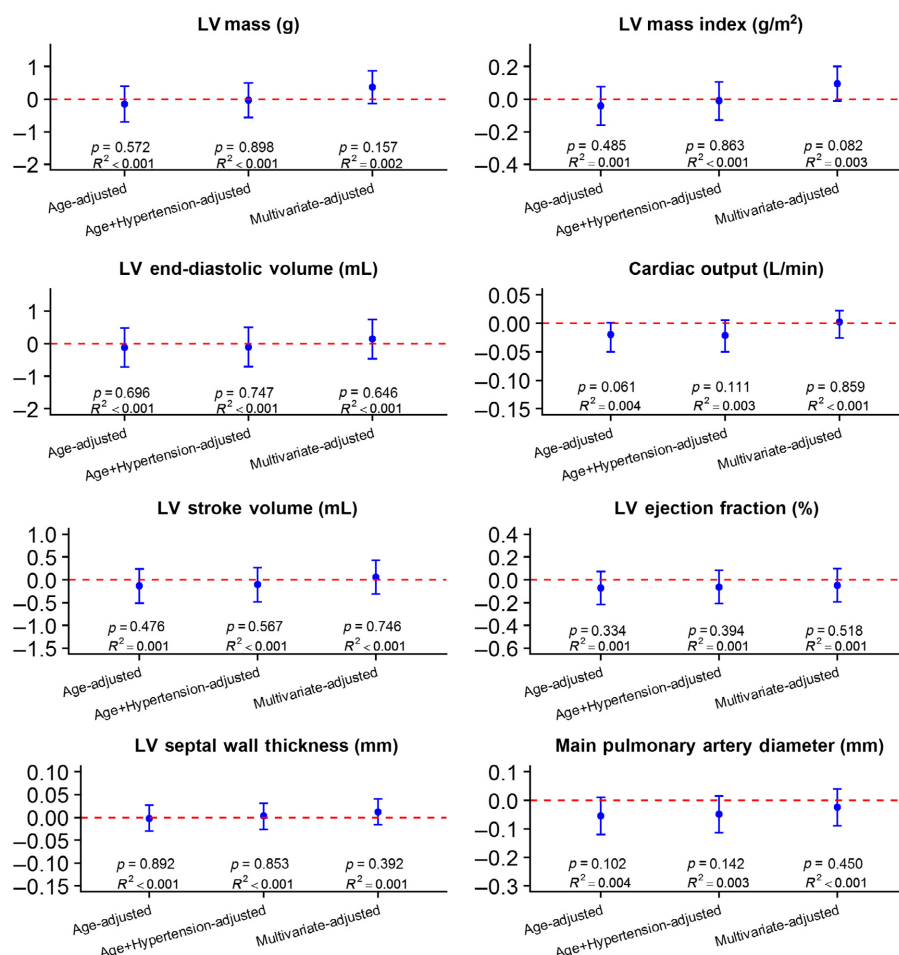 LV mass (g)
1
0
–1
–2
p = 0.572
R² < 0.001
p = 0.898
R² < 0.001
p = 0.157
R² = 0.002
Age-adjusted
Age+Hypertension-adjusted
Multivariate-adjusted
LV mass index (g/m²)
0.2
0.0
–0.2
–0.4
p = 0.485
R² = 0.001
p = 0.863
R² < 0.001
p = 0.082
R² = 0.003
Age-adjusted
Age+Hypertension-adjusted
Multivariate-adjusted
LV end-diastolic volume (mL)
1
0
–1
–2
p = 0.696
R² < 0.001
p = 0.747
R² < 0.001
p = 0.646
R² < 0.001
Age-adjusted
Age+Hypertension-adjusted
Multivariate-adjusted
Cardiac output (L/min)
0.05
0.00
–0.05
–0.10
–0.15
p = 0.061
R² = 0.004
p = 0.111
R² = 0.003
p = 0.859
R² < 0.001
Age-adjusted
Age+Hypertension-adjusted
Multivariate-adjusted
LV stroke volume (mL)
1.0
0.5
0.0
–0.5
–1.0
–1.5
p = 0.476
R² = 0.001
p = 0.567
R² < 0.001
p = 0.746
R² < 0.001
Age-adjusted
Age+Hypertension-adjusted
Multivariate-adjusted
LV ejection fraction (%)
0.4
0.2
0.0
–0.2
–0.4
–0.6
p = 0.334
R² = 0.001
p = 0.394
R² = 0.001
p = 0.518
R² = 0.001
Age-adjusted
Age+Hypertension-adjusted
Multivariate-adjusted
LV septal wall thickness (mm)
0.10
0.05
0.00
–0.05
–0.10
–0.15
p = 0.892
R² < 0.001
p = 0.853
R² < 0.001
p = 0.392
R² = 0.001
Age-adjusted
Age+Hypertension-adjusted
Multivariate-adjusted
Main pulmonary artery diameter (mm)
0.1
0.0
–0.1
–0.2
–0.3
p = 0.102
R² = 0.004
p = 0.142
R² = 0.003
p = 0.450
R² < 0.001
Age-adjusted
Age+Hypertension-adjusted
Multivariate-adjusted